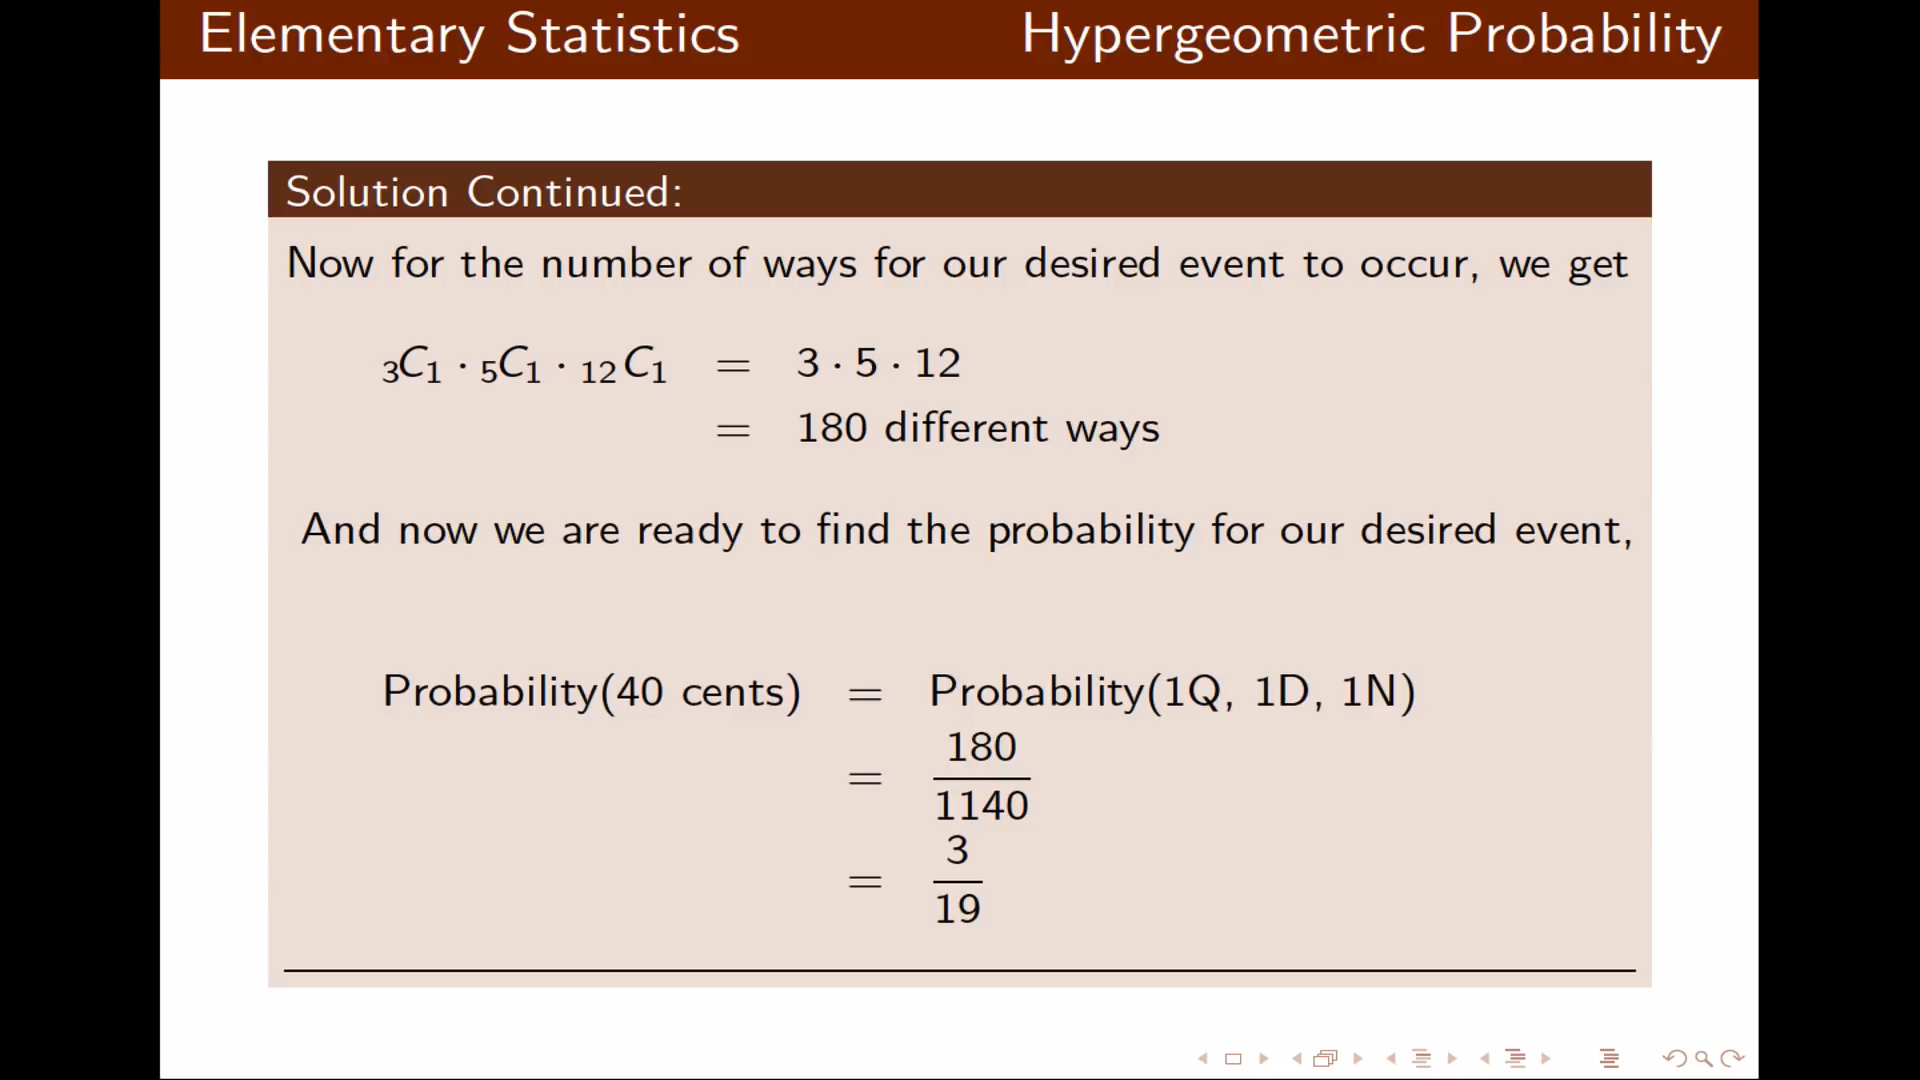 Elementary Statistics Hypergeometric Probability
Solution Continued:
Now for the number of ways for our desired event to occur, we get
₃C₁ · ₅C₁ · ₁₂C₁ = 3 · 5 · 12
= 180 different ways
And now we are ready to find the probability for our desired event,
Probability(40 cents) = Probability(1Q, 1D, 1N)
= 180/1140
= 3/19